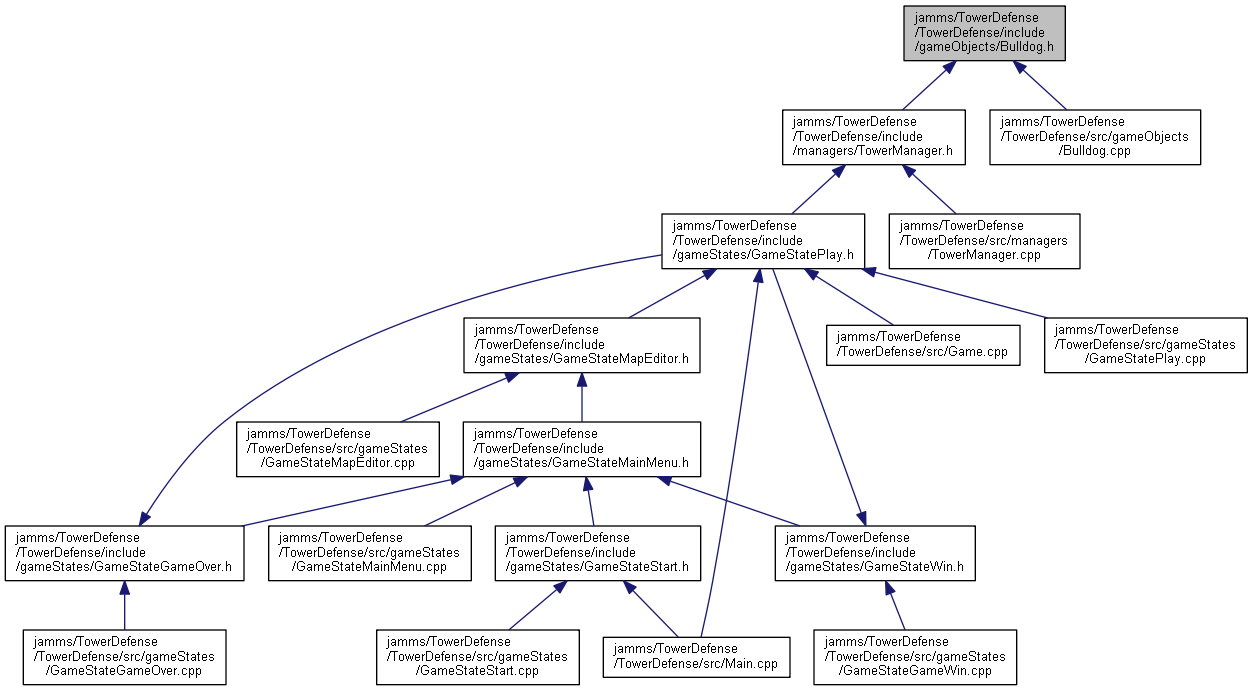 jamms/TowerDefense
/TowerDefense/include
/gameObjects/Bulldog.h
jamms/TowerDefense
/TowerDefense/include
/managers/TowerManager.h
jamms/TowerDefense
/TowerDefense/src/gameObjects
/Bulldog.cpp
jamms/TowerDefense
/TowerDefense/include
/gameStates/GameStatePlay.h
jamms/TowerDefense
/TowerDefense/src/managers
/TowerManager.cpp
jamms/TowerDefense
/TowerDefense/include
/gameStates/GameStateMapEditor.h
jamms/TowerDefense
/TowerDefense/src/Game.cpp
jamms/TowerDefense
/TowerDefense/src/gameStates
/GameStatePlay.cpp
jamms/TowerDefense
/TowerDefense/src/gameStates
/GameStateMapEditor.cpp
jamms/TowerDefense
/TowerDefense/include
/gameStates/GameStateMainMenu.h
jamms/TowerDefense
/TowerDefense/include
/gameStates/GameStateGameOver.h
jamms/TowerDefense
/TowerDefense/src/gameStates
/GameStateMainMenu.cpp
jamms/TowerDefense
/TowerDefense/include
/gameStates/GameStateStart.h
jamms/TowerDefense
/TowerDefense/include
/gameStates/GameStateWin.h
jamms/TowerDefense
/TowerDefense/src/gameStates
/GameStateGameOver.cpp
jamms/TowerDefense
/TowerDefense/src/gameStates
/GameStateStart.cpp
jamms/TowerDefense
/TowerDefense/src/Main.cpp
jamms/TowerDefense
/TowerDefense/src/gameStates
/GameStateGameWin.cpp